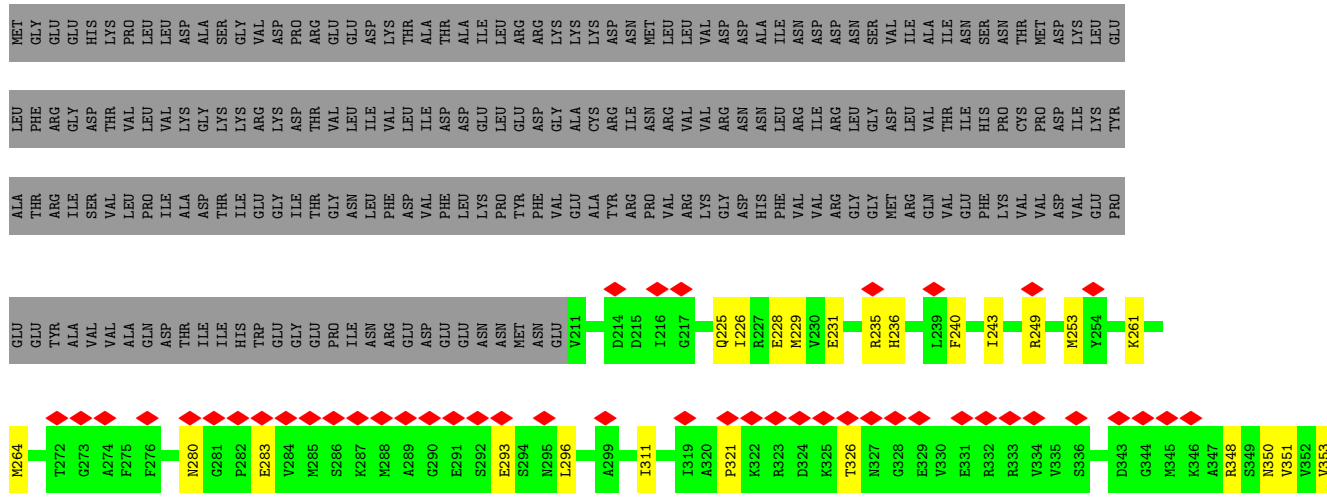 MET GLY GLU GLU HIS LYS PRO LEU LEU ASP ALA SER GLY VAL ASP PRO ARG GLU GLU ASP LYS THR ALA THR ALA ILE LEU ARG ARG LYS LYS LYS ASP ASN MET LEU LEU VAL ASP ASP ALA ILE ASN ASP ASP ASN SER VAL ILE ALA ILE ASN SER ASN THR MET ASP LYS LEU GLU
LEU PHE ARG GLY ASP THR VAL LEU VAL LYS GLY LYS LYS ARG LYS ASP THR VAL LEU ILE VAL LEU ILE ASP ASP GLU LEU GLU ASP GLY ALA CYS ARG ILE ASN ARG VAL VAL ARG ASN ASN LEU ARG ILE ARG LEU GLY ASP LEU VAL THR ILE HIS PRO CYS PRO ASP ILE LYS TYR
ALA THR ARG ILE SER VAL LEU PRO ILE ALA ASP THR ILE GLU GLY ILE THR GLY ASN LEU PHE ASP VAL PHE LEU LYS PRO TYR PHE VAL GLU ALA TYR ARG PRO VAL ARG LYS GLY ASP HIS PHE VAL VAL ARG GLY GLY MET ARG GLN VAL GLU PHE LYS VAL VAL ASP VAL GLU PRO
GLU GLU TYR ALA VAL VAL ALA GLN ASP THR ILE ILE HIS TRP GLU GLY GLU PRO ILE ASN ARG GLU ASP GLU GLU ASN ASN MET ASN GLU V211 D214 D215 I216 G217 Q225 I226 R227 E228 M229 V230 E231 R235 H236 L239 F240 I243 R249 M253 Y254 K261
M264 T272 G273 A274 F275 F276 N280 G281 P282 E283 V284 M285 S286 K287 M288 A289 G290 E291 S292 E293 S294 N295 L296 A299 I311 I319 A320 P321 K322 R323 D324 K325 T326 N327 G328 E329 V330 E331 R332 R333 V334 V335 S336 D343 G344 M345 K346 A347 R348 S349 N350 V351 V352 V353